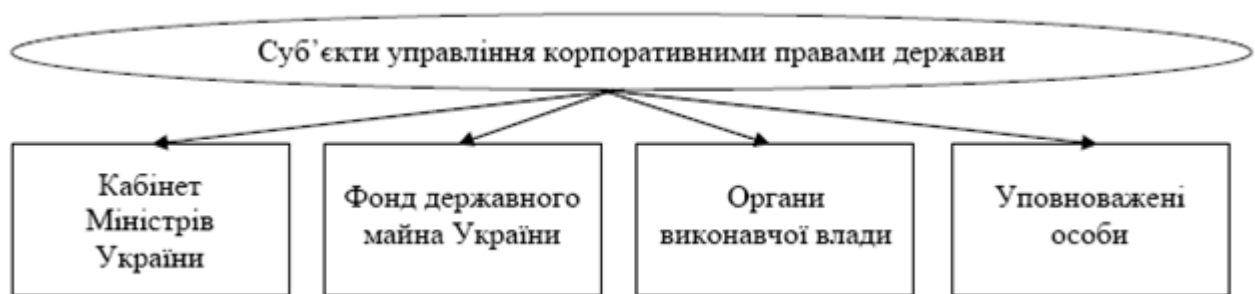 Суб’єкти управління корпоративними правами держави
Кабінет
Міністрів
України
Фонд державного
майна України
Органи
виконавчої влади
Уповноважені
особи